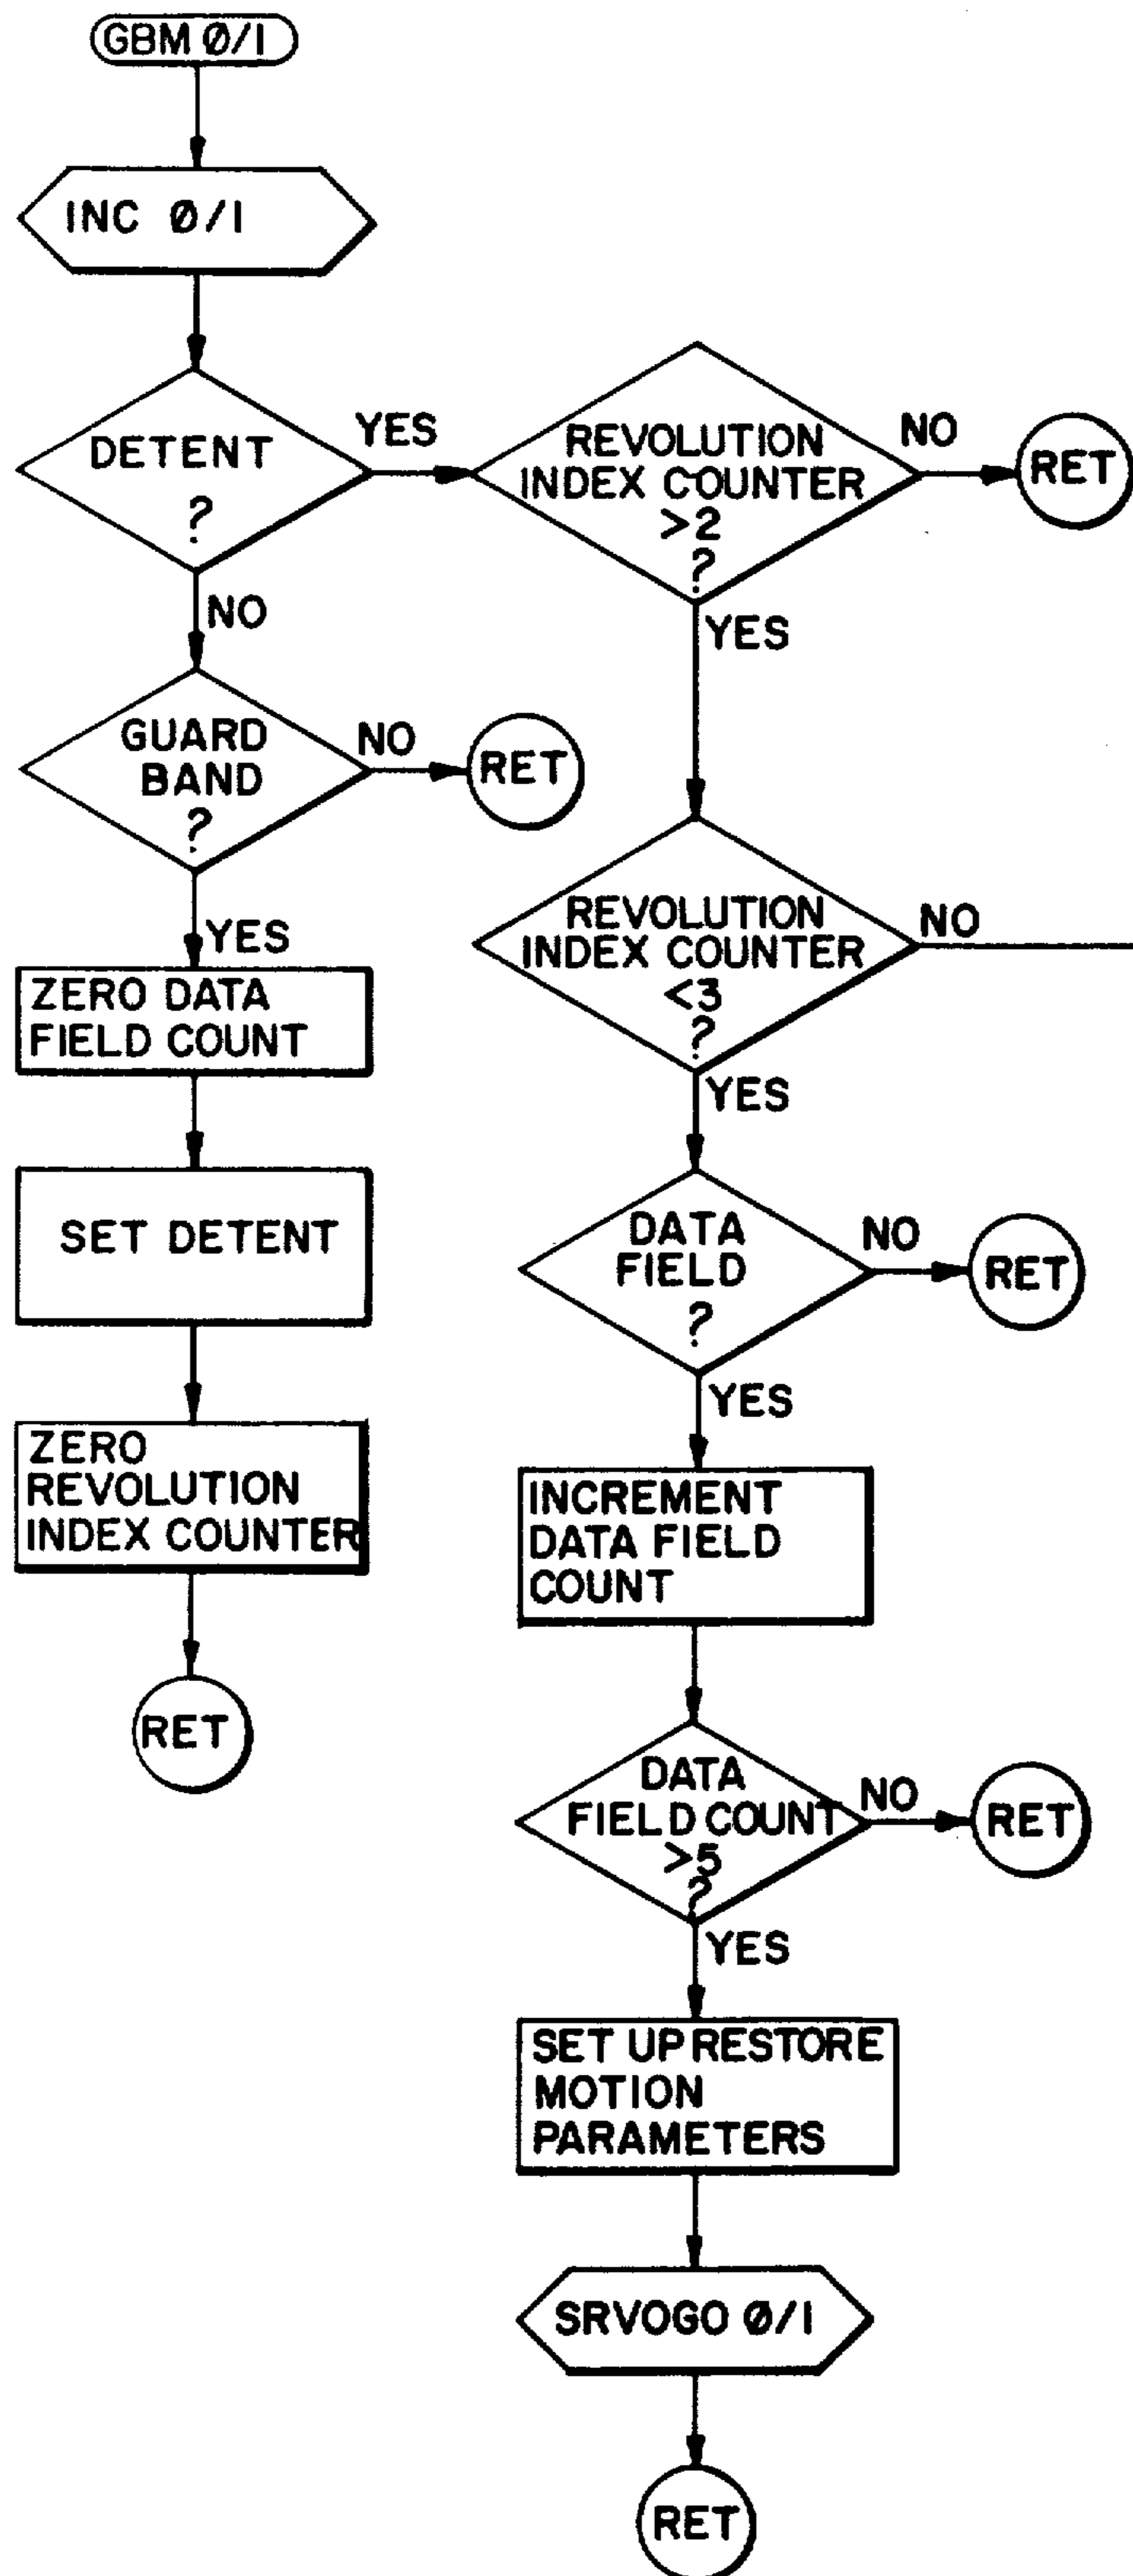 GBM 0/1
INC 0/1
DETENT
?
YES
REVOLUTION
INDEX COUNTER
>2
?
NO
RET
NO
YES
GUARD
BAND
?
NO
RET
YES
REVOLUTION
INDEX COUNTER
<3
?
NO
YES
ZERO DATA
FIELD COUNT
SET DETENT
DATA
FIELD
?
NO
RET
YES
ZERO
REVOLUTION
INDEX COUNTER
INCREMENT
DATA FIELD
COUNT
RET
DATA
FIELD COUNT
>5
?
NO
RET
YES
SET UP RESTORE
MOTION
PARAMETERS
SRVOGO 0/1
RET